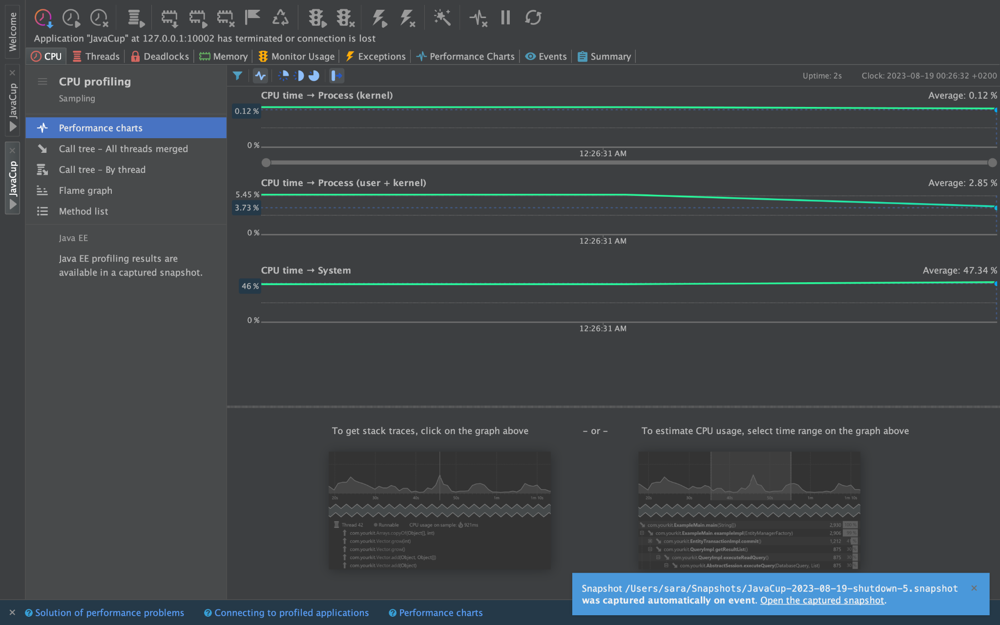 Welcome
Application "JavaCup" at 127.0.0.1:10002 has terminated or connection is lost
CPU
Threads
Deadlocks
Memory
Monitor Usage
Exceptions
Performance Charts
Events
Summary
JavaCup
JavaCup
CPU profiling
Sampling
Performance charts
Call tree – All threads merged
Call tree – By thread
Flame graph
Method list
Java EE
Java EE profiling results are
available in a captured snapshot.
Uptime: 2s
Clock: 2023-08-19 00:26:32 +0200
CPU time → Process (kernel)
Average: 0.12 %
0.12 %
0 %
12:26:31 AM
CPU time → Process (user + kernel)
Average: 2.85 %
5.45 %
3.73 %
0 %
12:26:31 AM
CPU time → System
Average: 47.34 %
46 %
0 %
12:26:31 AM
To get stack traces, click on the graph above
– or –
To estimate CPU usage, select time range on the graph above
20s 30s 40s 50s 1m 1m 10s
Thread 42 Runnable CPU usage on sample: 921ms
com.yourkit.Arrays.copyOf(Object[], int)
com.yourkit.Vector.grow(int)
com.yourkit.Vector.grow()
com.yourkit.Vector.add(Object, Object[])
com.yourkit.Vector.add(Object)
20s 30s 40s 50s 1m 1m 10s
com.yourkit.ExampleMain.main(String[]) 2,930 100 %
com.yourkit.ExampleMain.exampleImpl(EntityManagerFactory) 2,906 99 %
com.yourkit.EntityTransactionImpl.commit() 1,212 41 %
com.yourkit.QueryImpl.getResultList() 875 30 %
com.yourkit.QueryImpl.executeReadQuery() 875 30 %
com.yourkit.AbstractSession.executeQuery(DatabaseQuery, List) 875 30 %
Snapshot /Users/sara/Snapshots/JavaCup-2023-08-19-shutdown-5.snapshot
was captured automatically on event. Open the captured snapshot.
Solution of performance problems
Connecting to profiled applications
Performance charts